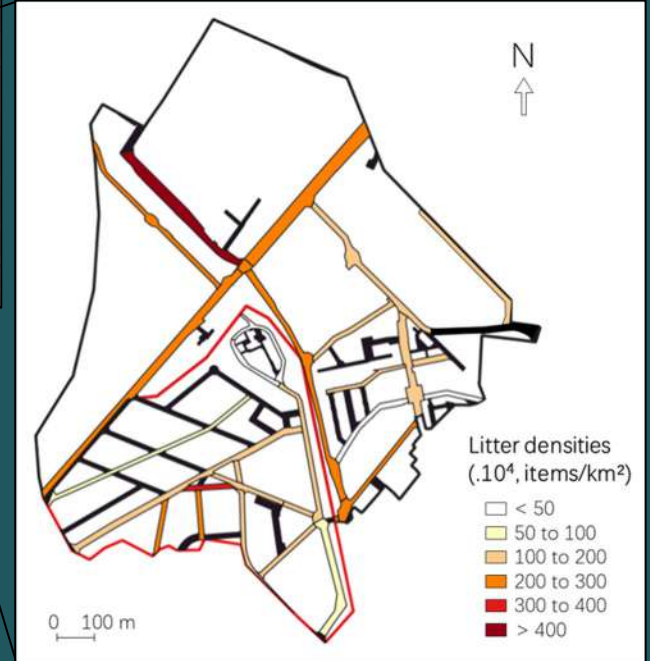 N
Litter densities
(.10⁴, items/km²)
< 50
50 to 100
100 to 200
200 to 300
300 to 400
> 400
0 100 m